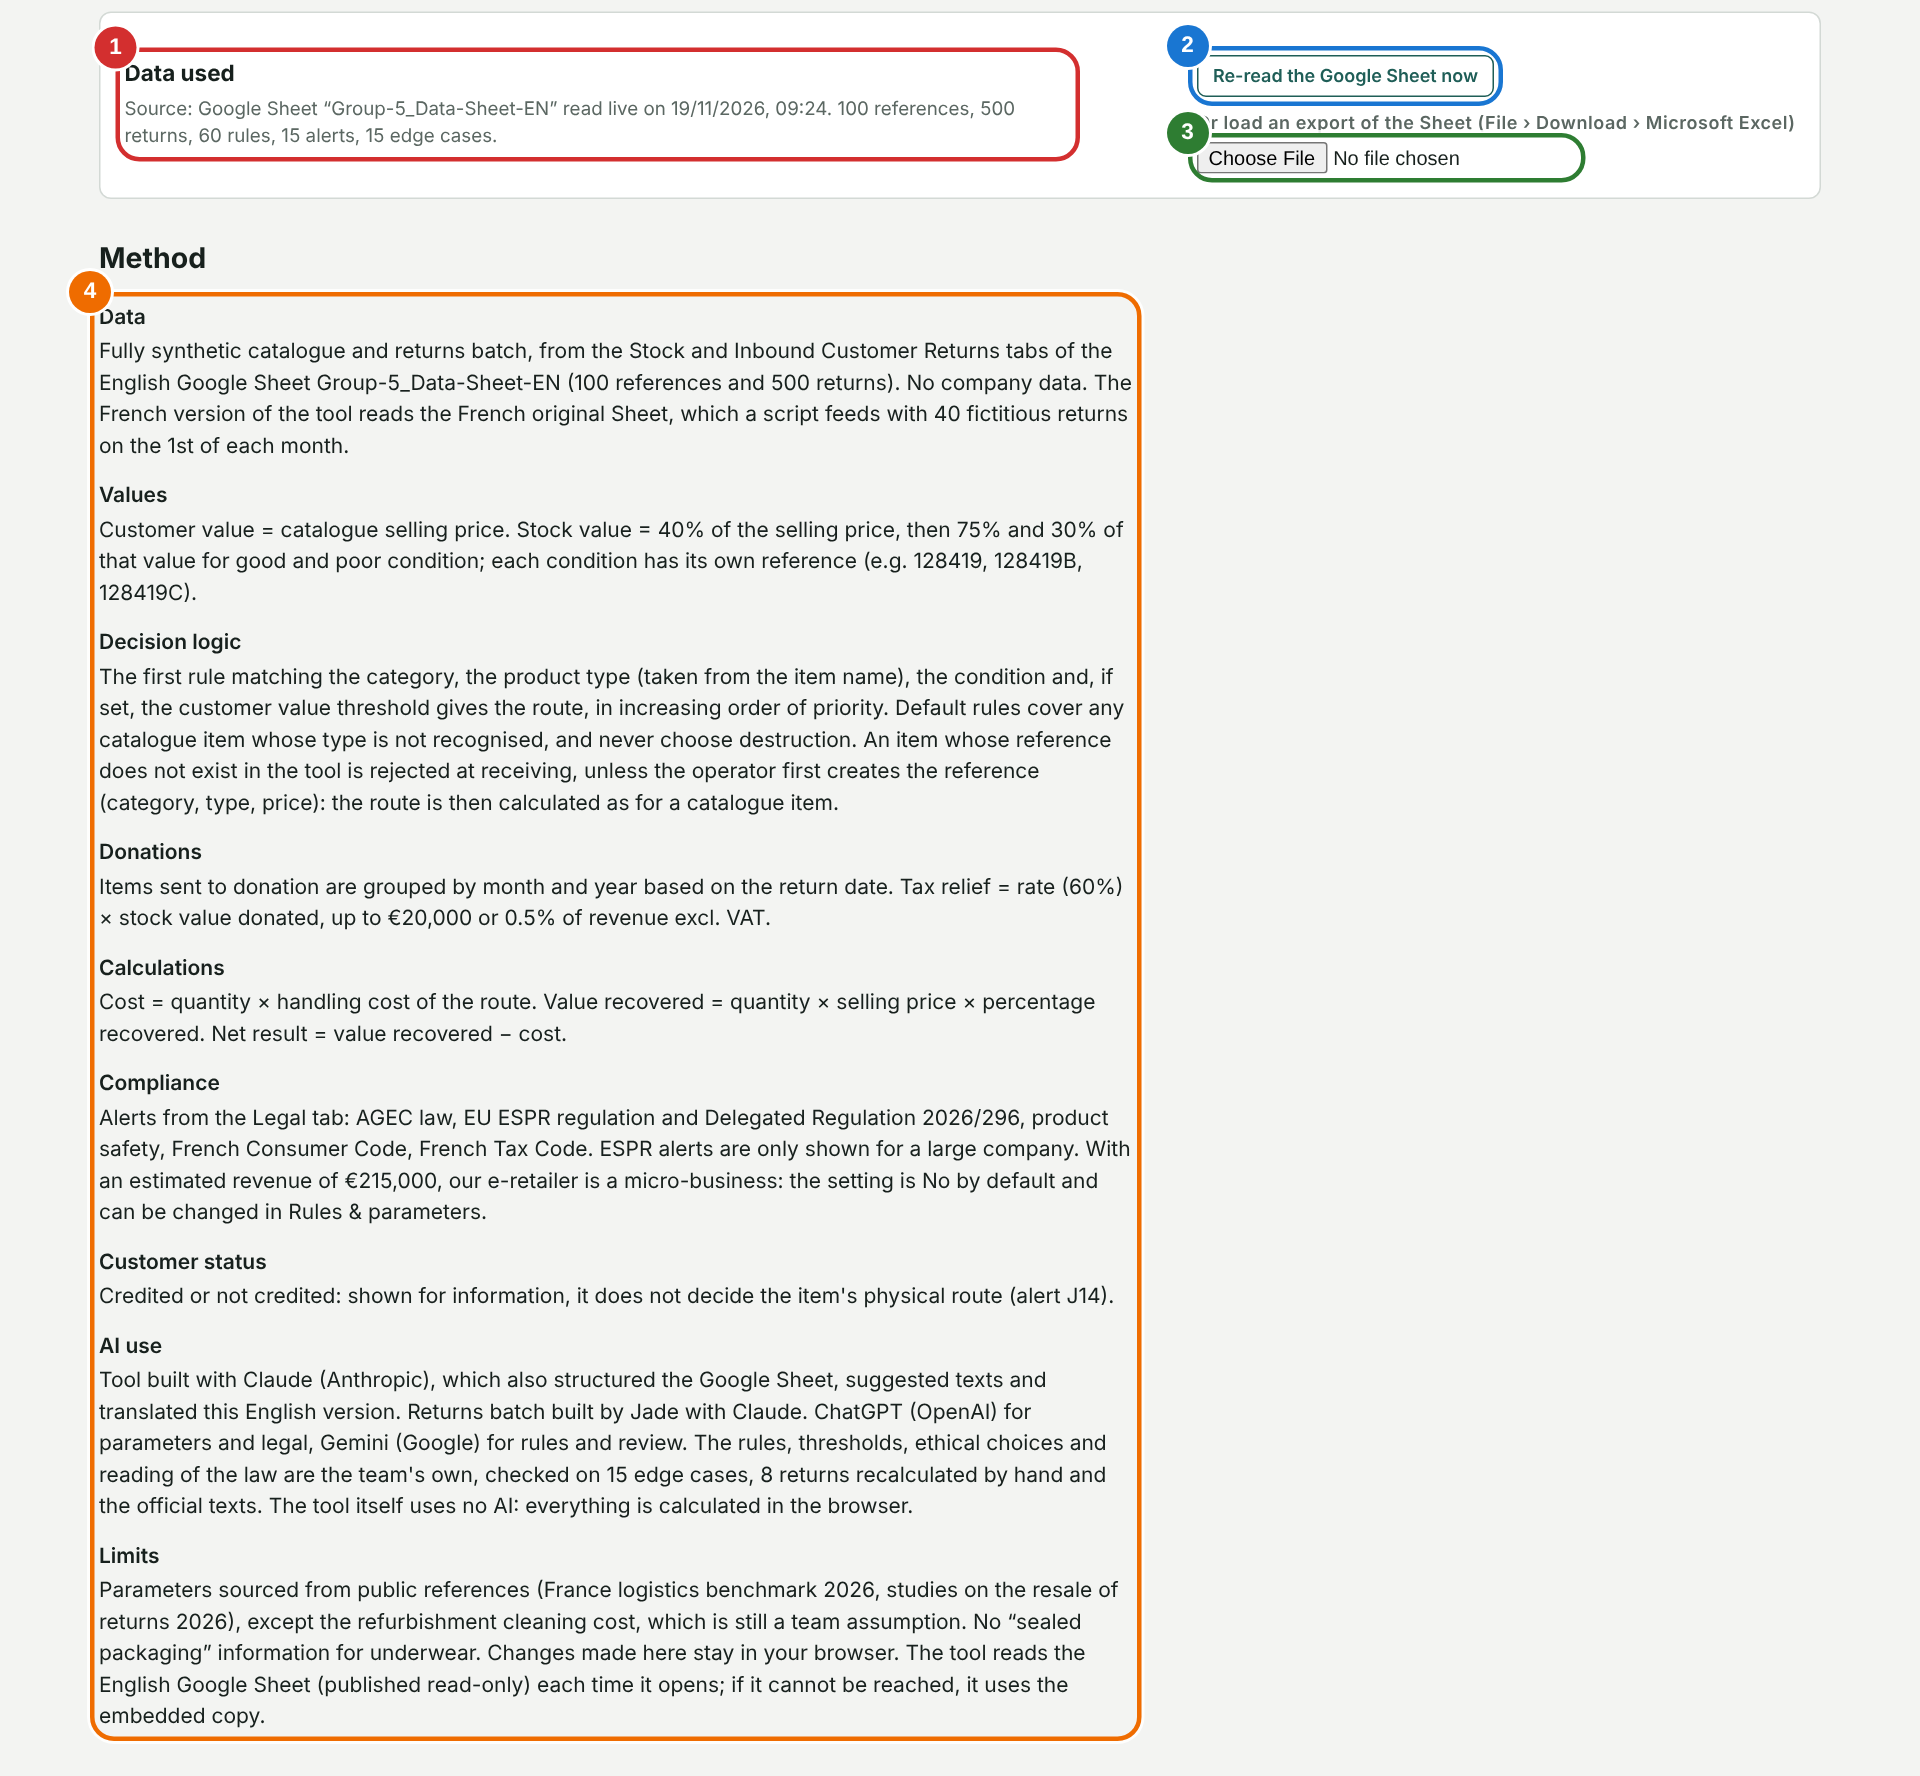 1
Data used
Source: Google Sheet “Group-5_Data-Sheet-EN” read live on 19/11/2026, 09:24. 100 references, 500
returns, 60 rules, 15 alerts, 15 edge cases.
2
Re-read the Google Sheet now
r load an export of the Sheet (File › Download › Microsoft Excel)
3
Choose File No file chosen
Method
4
Data
Fully synthetic catalogue and returns batch, from the Stock and Inbound Customer Returns tabs of the
English Google Sheet Group-5_Data-Sheet-EN (100 references and 500 returns). No company data. The
French version of the tool reads the French original Sheet, which a script feeds with 40 fictitious returns
on the 1st of each month.
Values
Customer value = catalogue selling price. Stock value = 40% of the selling price, then 75% and 30% of
that value for good and poor condition; each condition has its own reference (e.g. 128419, 128419B,
128419C).
Decision logic
The first rule matching the category, the product type (taken from the item name), the condition and, if
set, the customer value threshold gives the route, in increasing order of priority. Default rules cover any
catalogue item whose type is not recognised, and never choose destruction. An item whose reference
does not exist in the tool is rejected at receiving, unless the operator first creates the reference
(category, type, price): the route is then calculated as for a catalogue item.
Donations
Items sent to donation are grouped by month and year based on the return date. Tax relief = rate (60%)
× stock value donated, up to €20,000 or 0.5% of revenue excl. VAT.
Calculations
Cost = quantity × handling cost of the route. Value recovered = quantity × selling price × percentage
recovered. Net result = value recovered − cost.
Compliance
Alerts from the Legal tab: AGEC law, EU ESPR regulation and Delegated Regulation 2026/296, product
safety, French Consumer Code, French Tax Code. ESPR alerts are only shown for a large company. With
an estimated revenue of €215,000, our e-retailer is a micro-business: the setting is No by default and
can be changed in Rules & parameters.
Customer status
Credited or not credited: shown for information, it does not decide the item's physical route (alert J14).
AI use
Tool built with Claude (Anthropic), which also structured the Google Sheet, suggested texts and
translated this English version. Returns batch built by Jade with Claude. ChatGPT (OpenAI) for
parameters and legal, Gemini (Google) for rules and review. The rules, thresholds, ethical choices and
reading of the law are the team's own, checked on 15 edge cases, 8 returns recalculated by hand and
the official texts. The tool itself uses no AI: everything is calculated in the browser.
Limits
Parameters sourced from public references (France logistics benchmark 2026, studies on the resale of
returns 2026), except the refurbishment cleaning cost, which is still a team assumption. No “sealed
packaging” information for underwear. Changes made here stay in your browser. The tool reads the
English Google Sheet (published read-only) each time it opens; if it cannot be reached, it uses the
embedded copy.